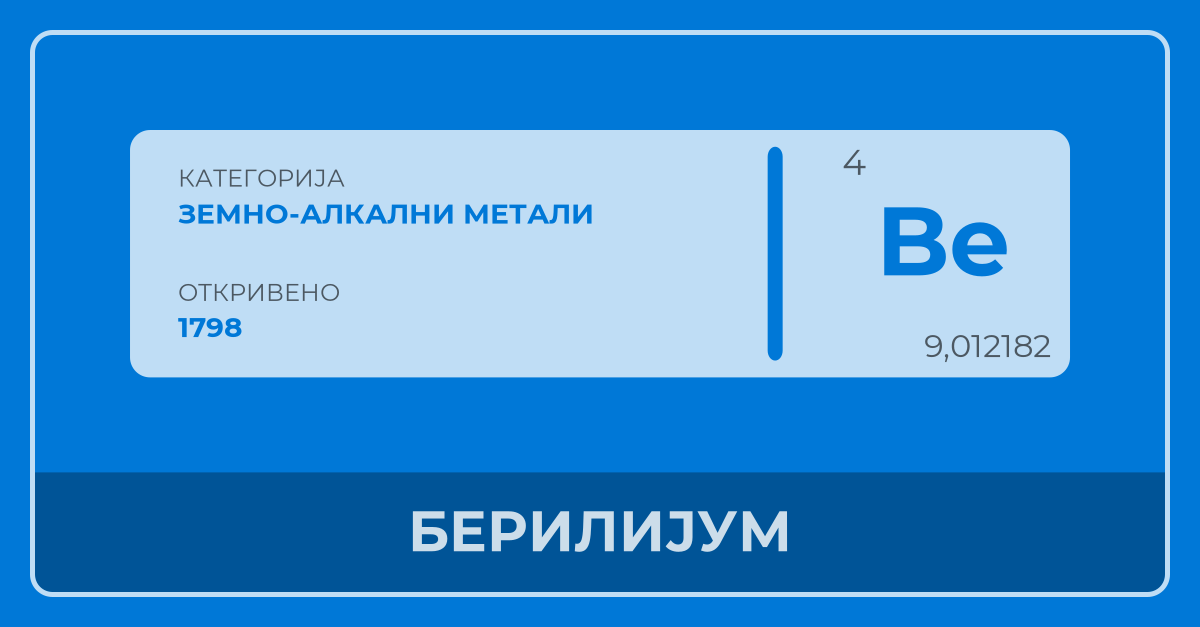 КАТЕГОРИЈА
ЗЕМНО-АЛКАЛНИ МЕТАЛИ
ОТКРИВЕНО
1798
4
Be
9,012182
БЕРИЛИЈУМ